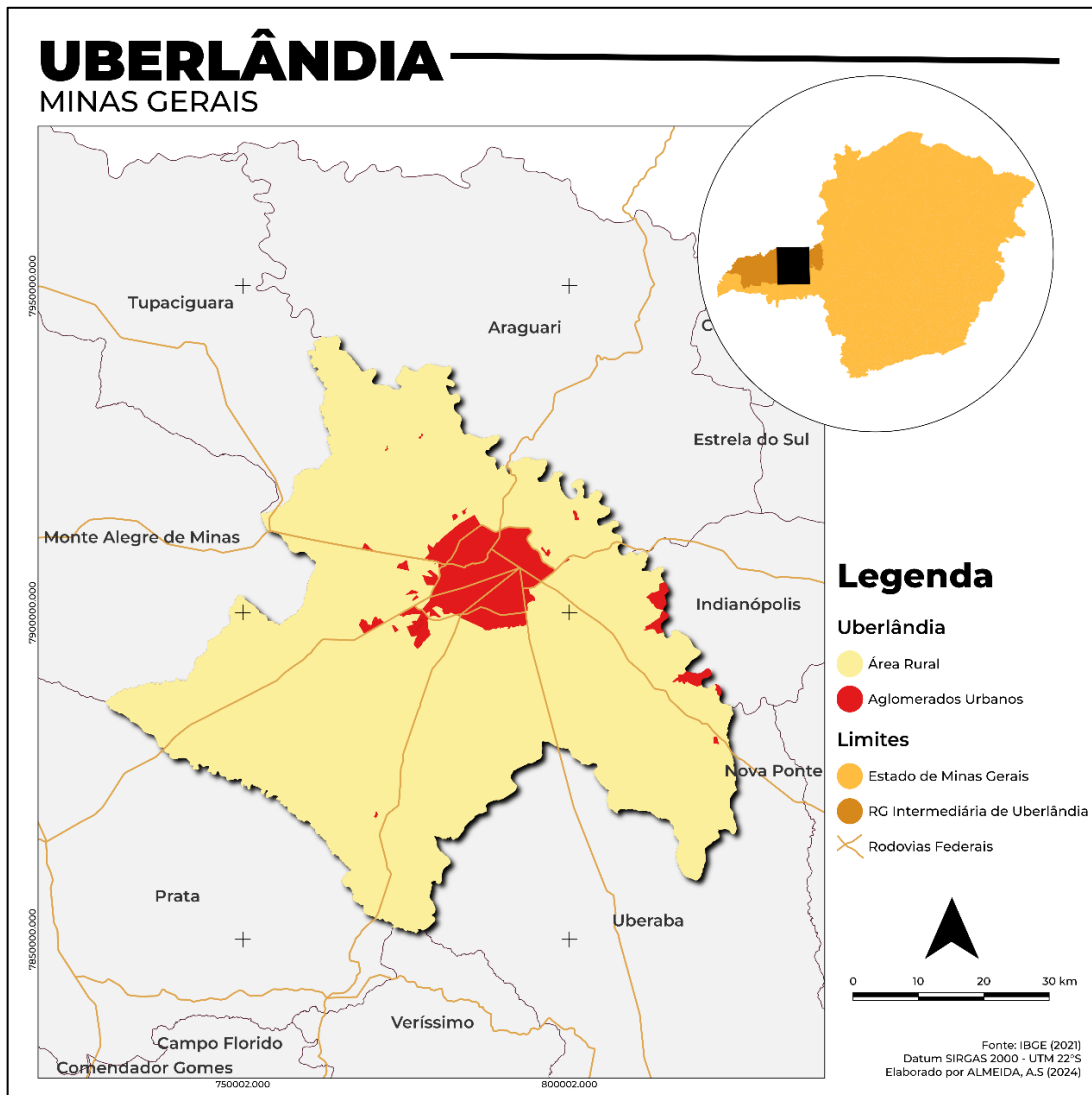 UBERLÂNDIA
MINAS GERAIS
Tupaciguara
Araguari
C
Estrela do Sul
Monte Alegre de Minas
Indianópolis
Nova Ponte
Prata
Uberaba
Veríssimo
Campo Florido
Comendador Gomes
7950000.000
7900000.000
7850000.000
750002.000
800002.000
Legenda
Uberlândia
Área Rural
Aglomerados Urbanos
Limites
Estado de Minas Gerais
RG Intermediária de Uberlândia
Rodovias Federais
0 10 20 30 km
Fonte: IBGE (2021)
Datum SIRGAS 2000 - UTM 22°S
Elaborado por ALMEIDA, A.S (2024)